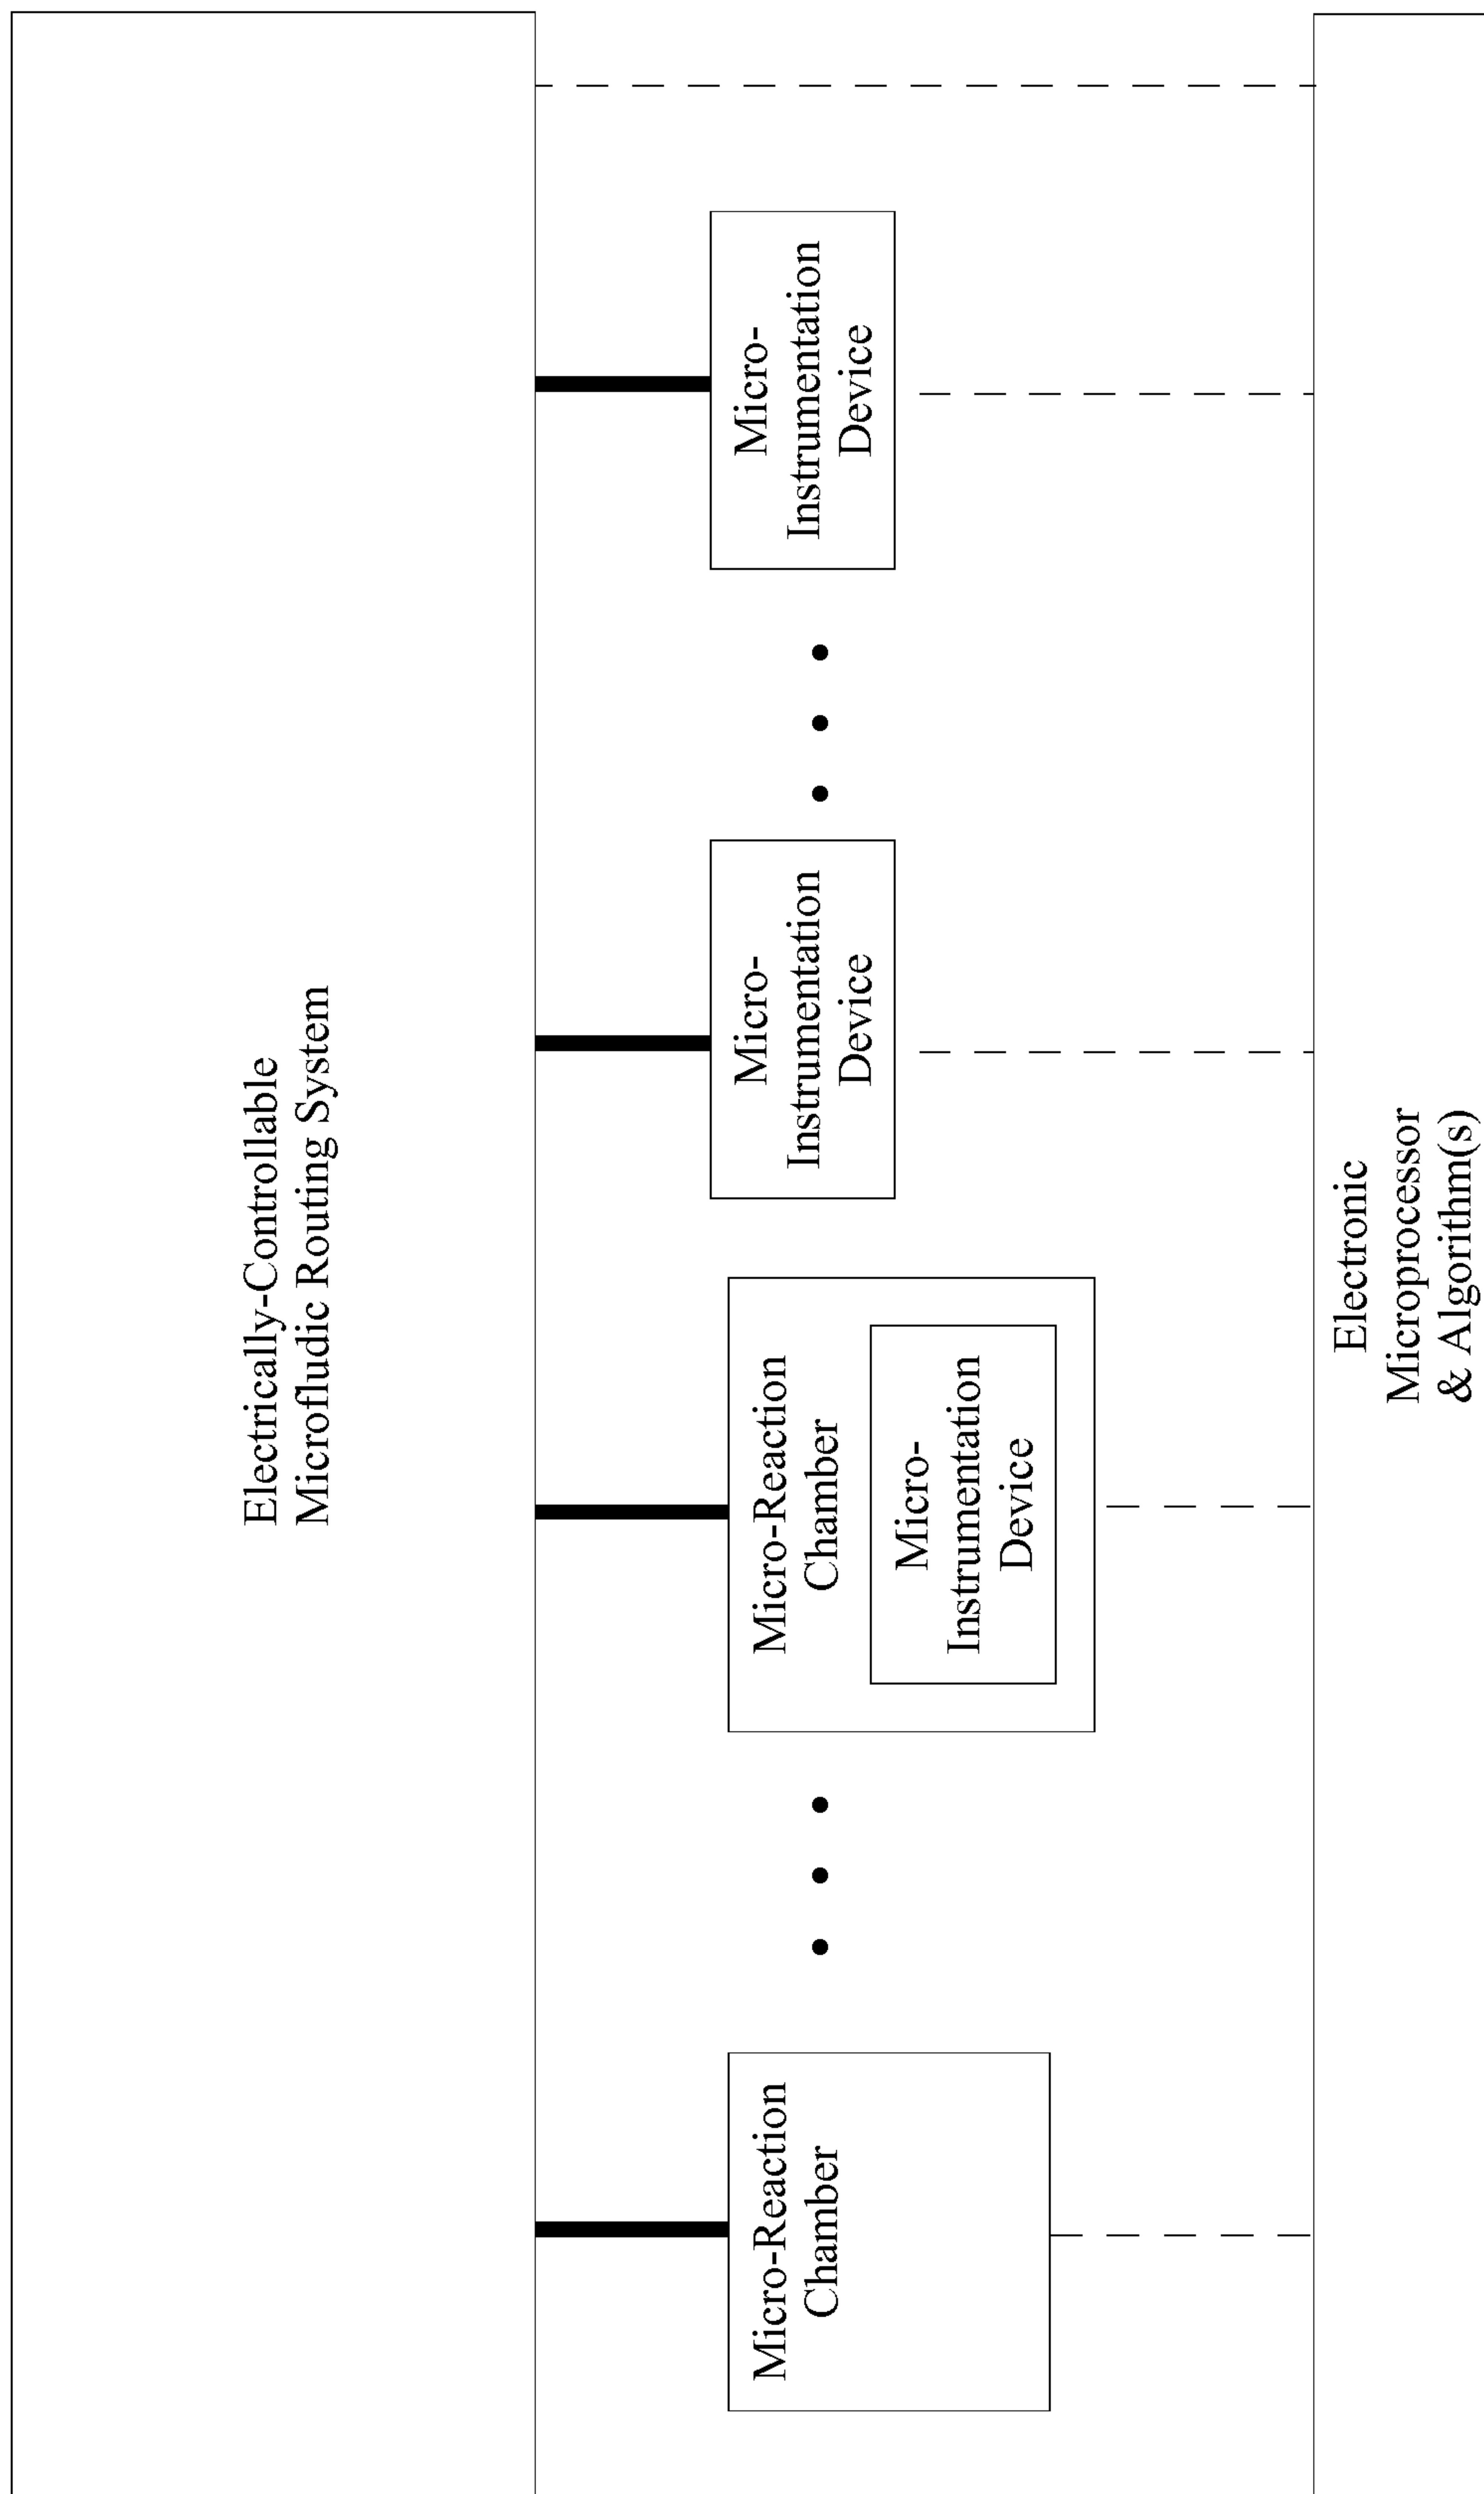 Electrically-Controllable
Microfludic Routing System
Micro-Reaction
Chamber
Micro-Reaction
Chamber
Micro-
Instrumentation
Device
Micro-
Instrumentation
Device
Micro-
Instrumentation
Device
Electronic
Microprocessor
& Algorithm(s)